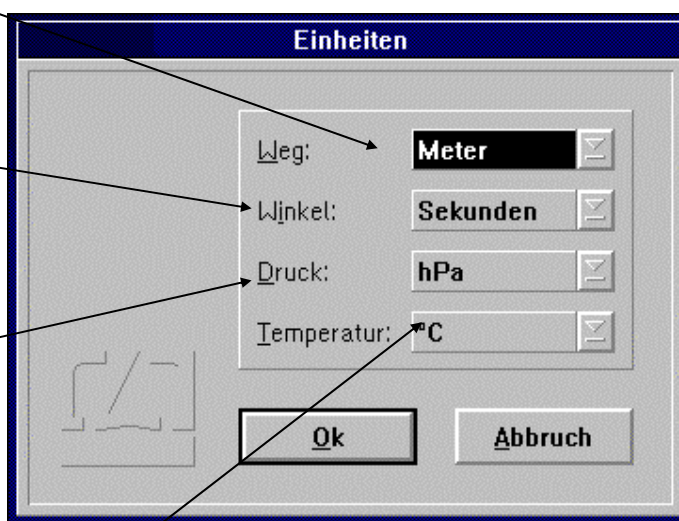 Einheiten
Weg: Meter
Winkel: Sekunden
Druck: hPa
Temperatur: °C
Ok Abbruch